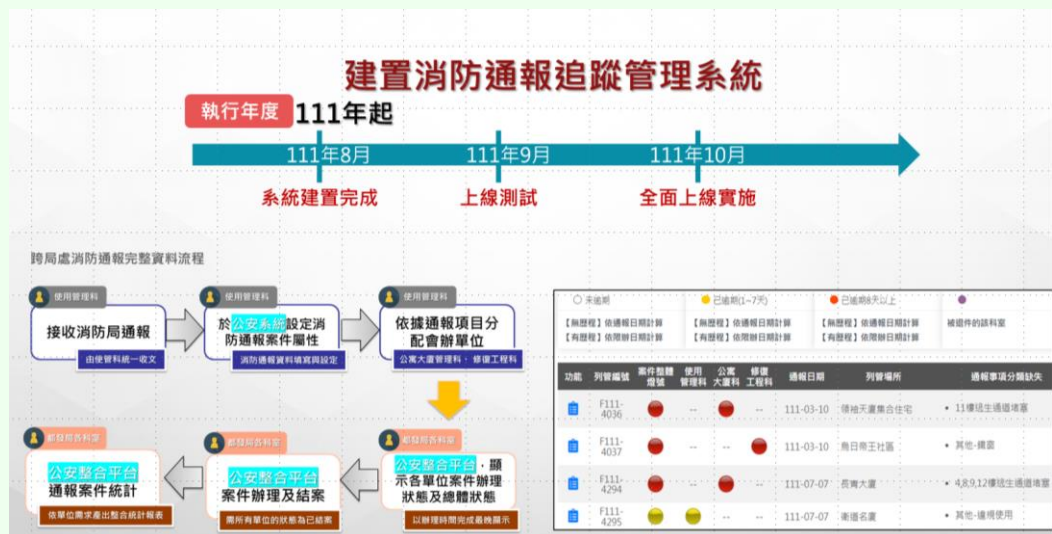 建置消防通報追蹤管理系統
執行年度 111年起
111年8月 111年9月 111年10月
系統建置完成 上線測試 全面上線實施
跨局處消防通報完整資料流程
使用管理科
接收消防局通報
由使管科統一收文
使用管理科
於公安系統設定消
防通報案件屬性
消防通報資料填寫與設定
使用管理科
依據通報項目分
配會辦單位
公寓大廈管理科、修復工程科
都發局各科室
公安整合平台,顯
示各單位案件辦理
狀態及總體狀態
以辦理時間完成最晚顯示
都發局各科室
公安整合平台
案件辦理及結案
需所有單位的狀態為已結案
都發局各科室
公安整合平台
通報案件統計
依單位需求產出整合統計報表
未逾期 已逾期(1~7天) 已逾期8天以上
【無歷程】依通報日期計算 【無歷程】依通報日期計算 【無歷程】依通報日期計算 被退件的該科室
【有歷程】依限辦日期計算 【有歷程】依限辦日期計算 【有歷程】依限辦日期計算
功能 列管編號 案件整體燈號 使用管理科 公寓大廈科 修復工程科 通報日期 列管場所 通報事項分類缺失
F111-4036 -- -- 111-03-10 領袖天廈集合住宅 • 11樓逃生通道堵塞
F111-4037 -- -- 111-03-10 烏日帝王社區 • 其他-鐵窗
F111-4294 -- -- 111-07-07 長青大廈 • 4,8,9,12樓逃生通道堵塞
F111-4295 -- -- 111-07-07 衛道名廈 • 其他-違規使用